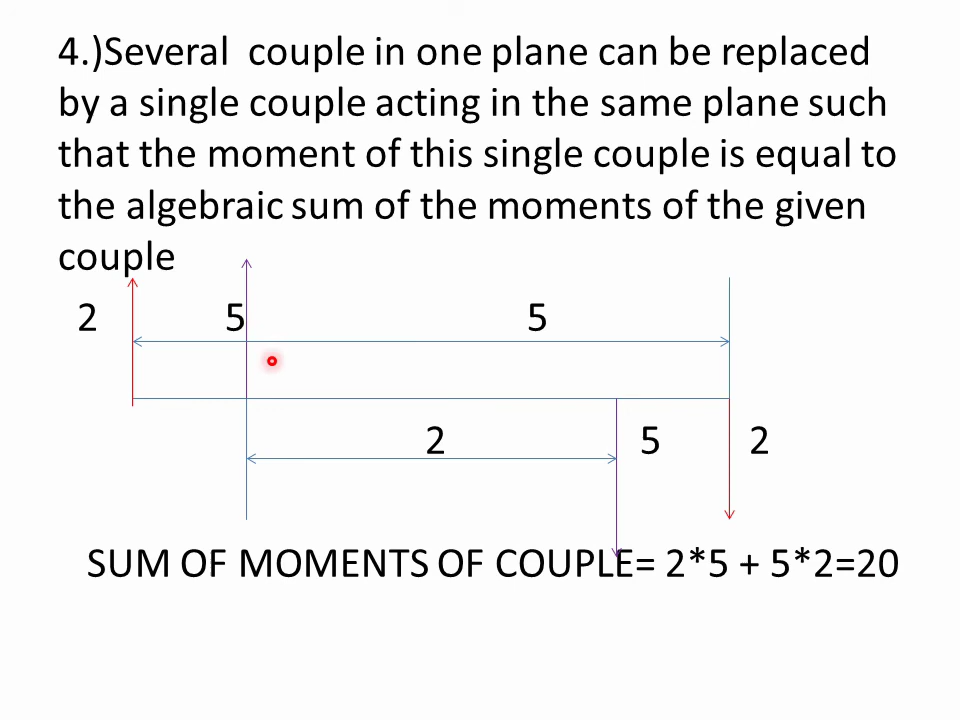 4.)Several couple in one plane can be replaced
by a single couple acting in the same plane such
that the moment of this single couple is equal to
the algebraic sum of the moments of the given
couple
2 5 5
2 5 2
SUM OF MOMENTS OF COUPLE= 2*5 + 5*2=20